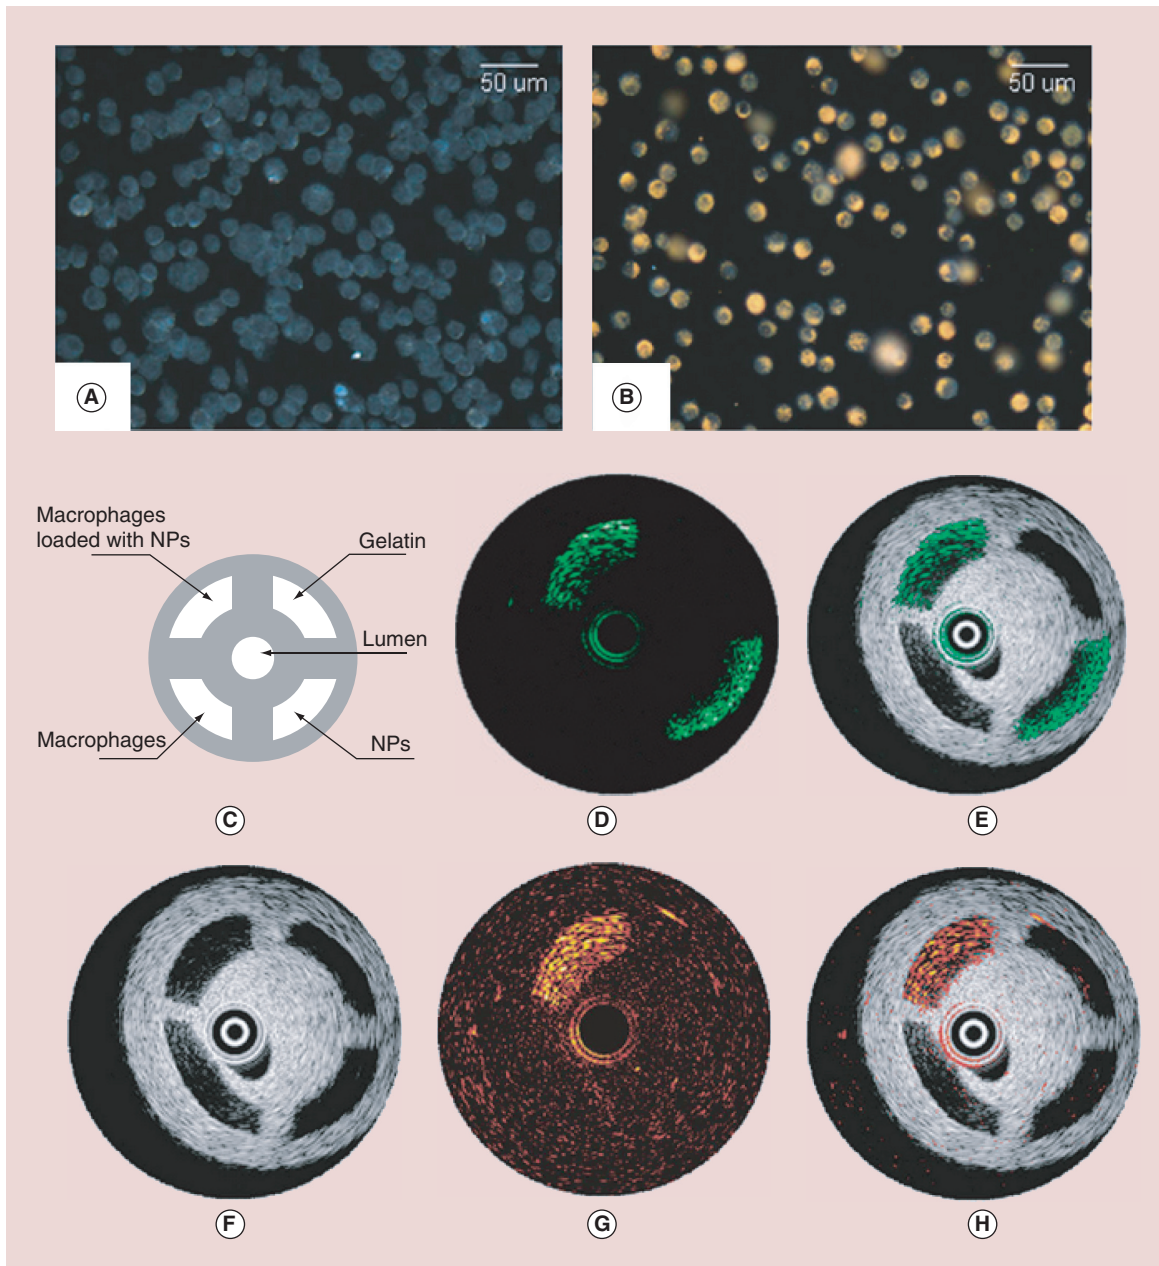 50 um
50 um
A
B
Macrophages
loaded with NPs
Gelatin
Lumen
Macrophages
NPs
C
D
E
F
G
H